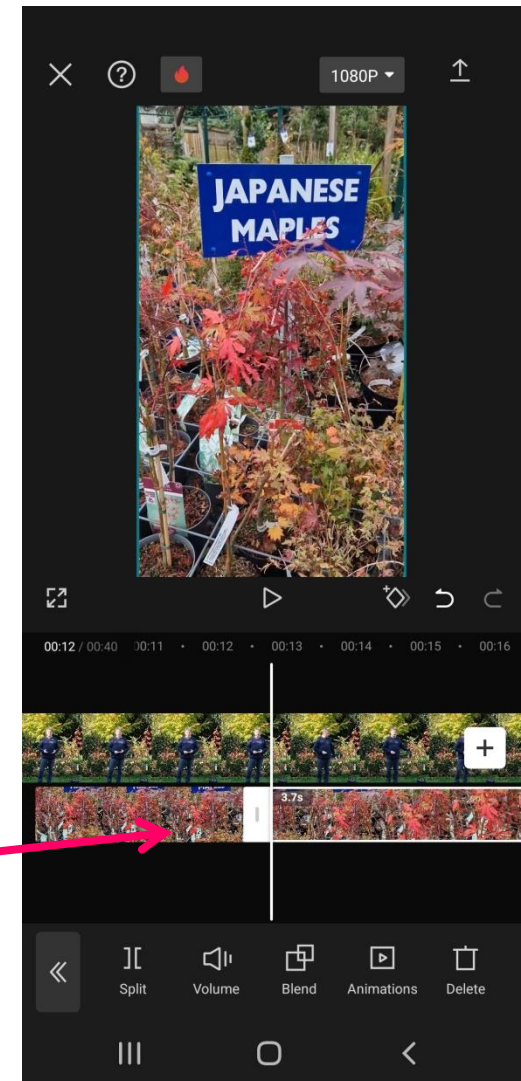 1080P
JAPANESE
MAPLES
00:12 / 00:40 00:11 00:12 00:13 00:14 00:15 00:16
3.7s
Split Volume Blend Animations Delete